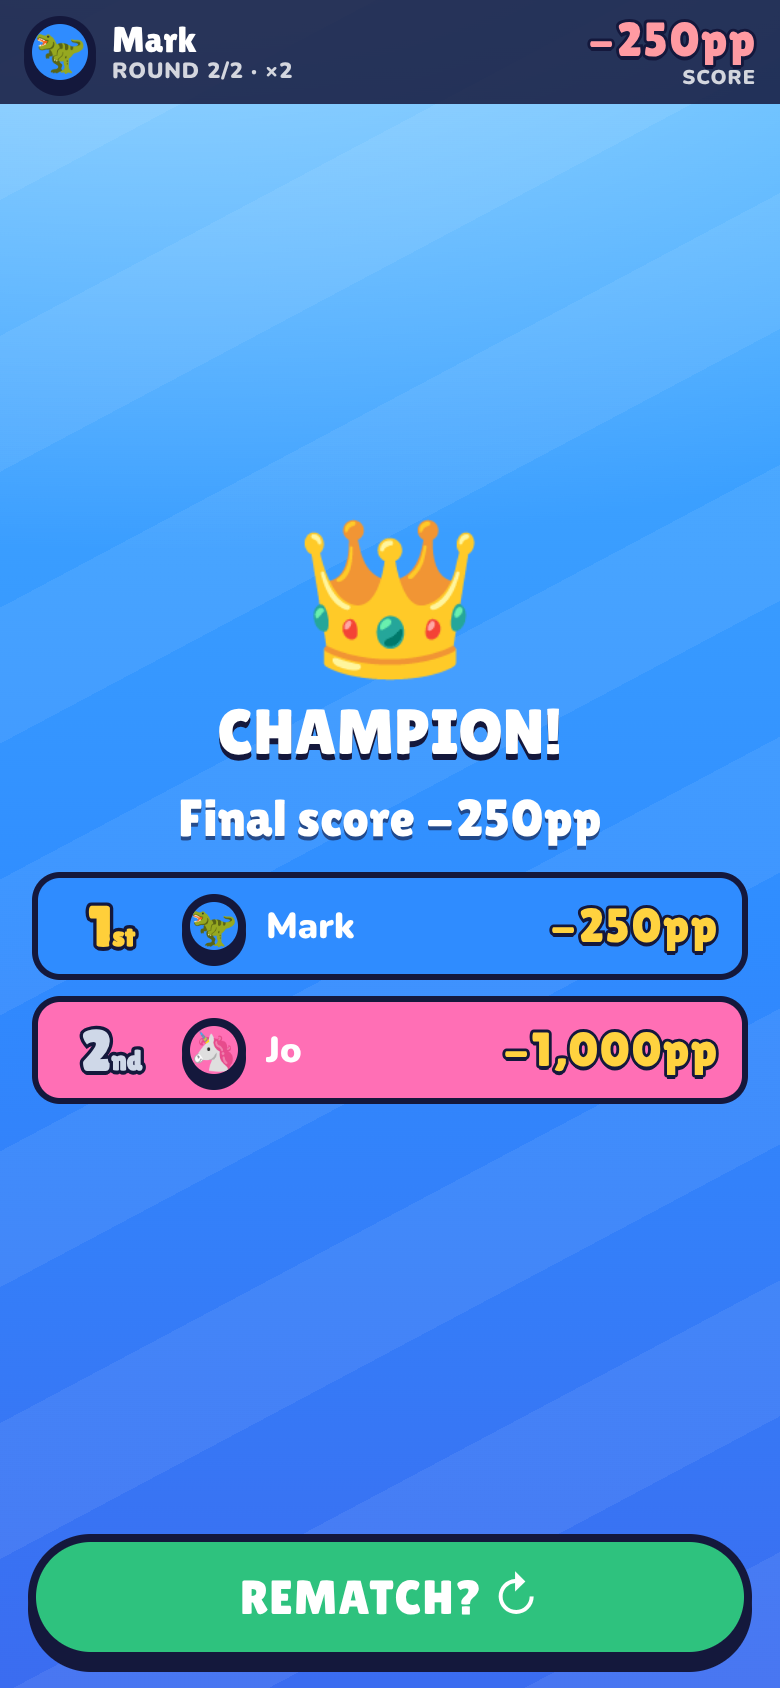 Mark
ROUND 2/2 · ×2
–250pp
SCORE
CHAMPION!
Final score –250pp
1st Mark –250pp
2nd Jo –1,000pp
REMATCH? ↻